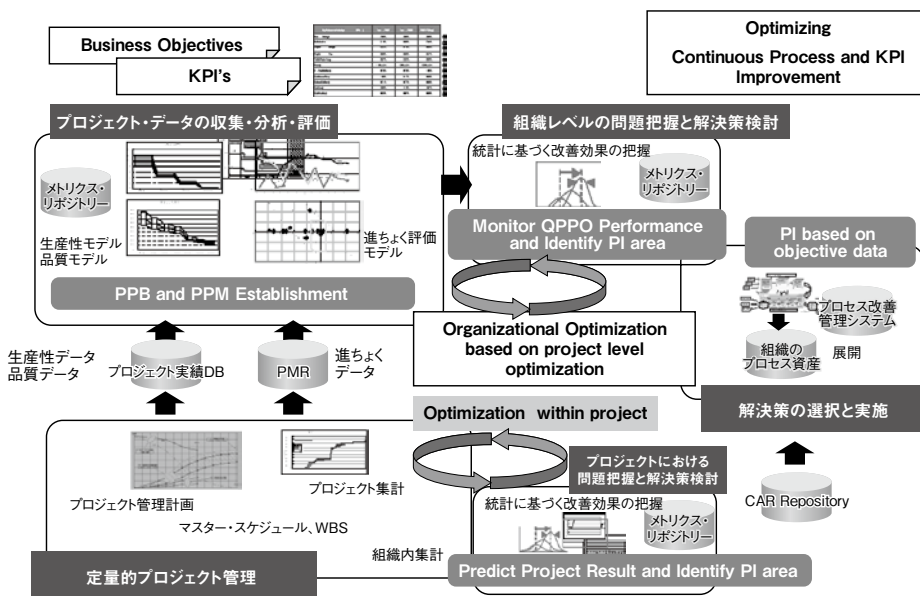 Business Objectives
KPI's
Optimizing
Continuous Process and KPI
Improvement
プロジェクト・データの収集・分析・評価
メトリクス・
リポジトリー
生産性モデル
品質モデル
進ちょく評価
モデル
PPB and PPM Establishment
組織レベルの問題把握と解決策検討
統計に基づく改善効果の把握
メトリクス・
リポジトリー
Monitor QPPO Performance
and Identify PI area
PI based on
objective data
プロセス改善
管理システム
組織の
プロセス資産
展開
解決策の選択と実施
CAR Repository
Organizational Optimization
based on project level
optimization
生産性データ
品質データ
プロジェクト実績DB
PMR
進ちょく
データ
Optimization within project
プロジェクト管理計画
プロジェクト集計
マスター・スケジュール、WBS
組織内集計
定量的プロジェクト管理
プロジェクトにおける
問題把握と解決策検討
統計に基づく改善効果の把握
メトリクス・
リポジトリー
Predict Project Result and Identify PI area